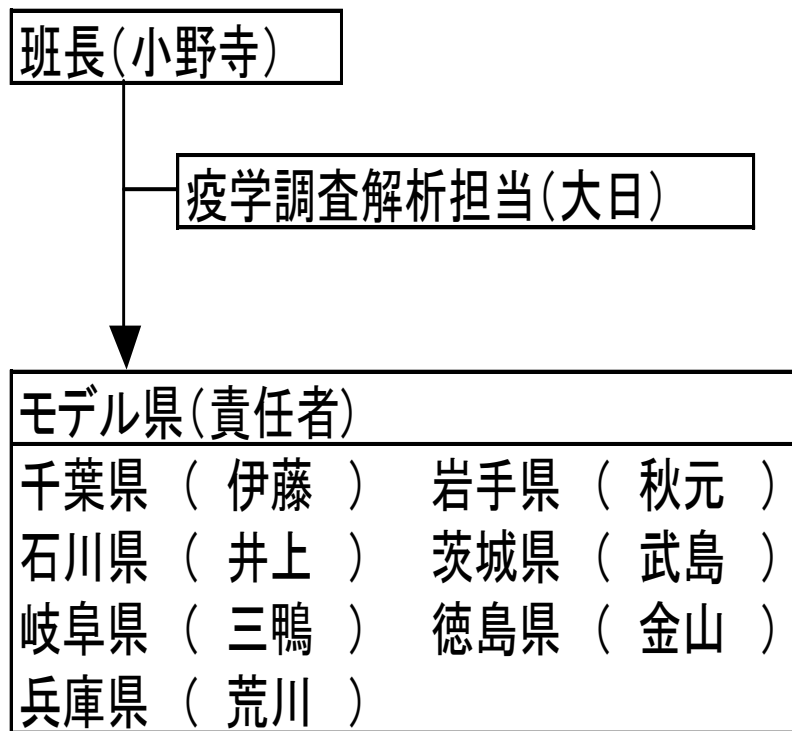 班長(小野寺)
疫学調査解析担当(大日)
モデル県(責任者)
千葉県 ( 伊藤 ) 岩手県 ( 秋元 )
石川県 ( 井上 ) 茨城県 ( 武島 )
岐阜県 ( 三鴨 ) 徳島県 ( 金山 )
兵庫県 ( 荒川 )